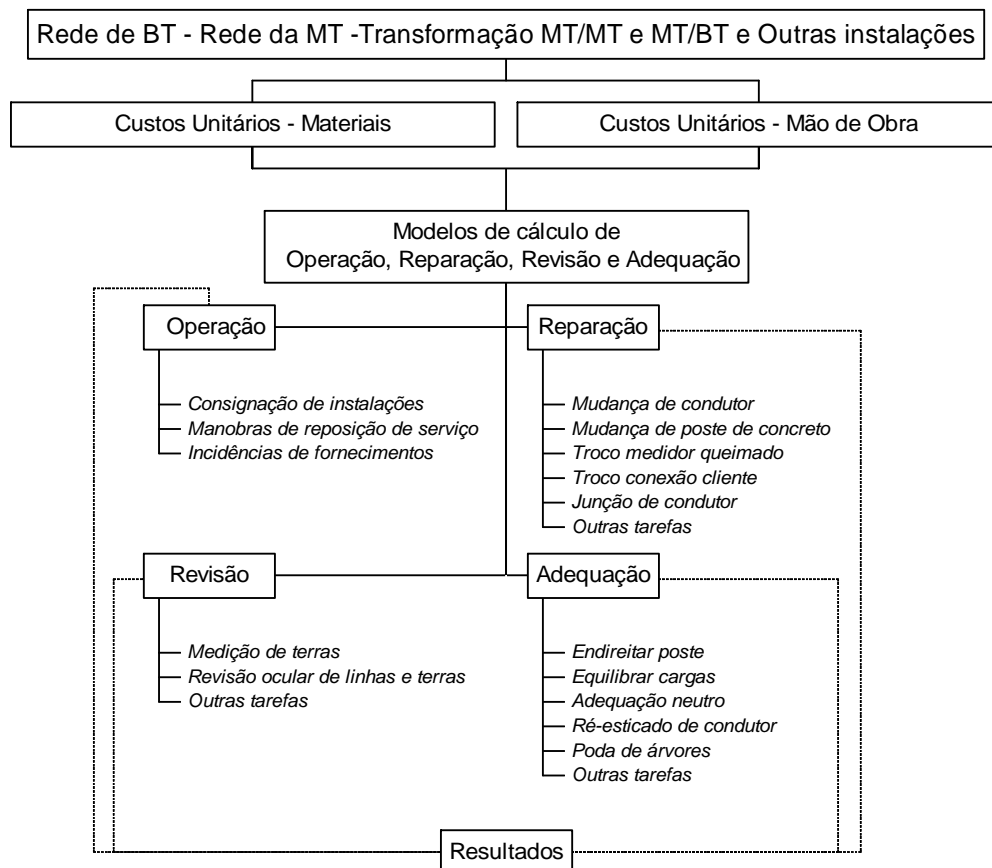 Rede de BT - Rede da MT -Transformação MT/MT e MT/BT e Outras instalações
Custos Unitários - Materiais
Custos Unitários - Mão de Obra
Modelos de cálculo de
Operação, Reparação, Revisão e Adequação
Operação
Consignação de instalações
Manobras de reposição de serviço
Incidências de fornecimentos
Reparação
Mudança de condutor
Mudança de poste de concreto
Troco medidor queimado
Troco conexão cliente
Junção de condutor
Outras tarefas
Revisão
Medição de terras
Revisão ocular de linhas e terras
Outras tarefas
Adequação
Endireitar poste
Equilibrar cargas
Adequação neutro
Ré-esticado de condutor
Poda de árvores
Outras tarefas
Resultados